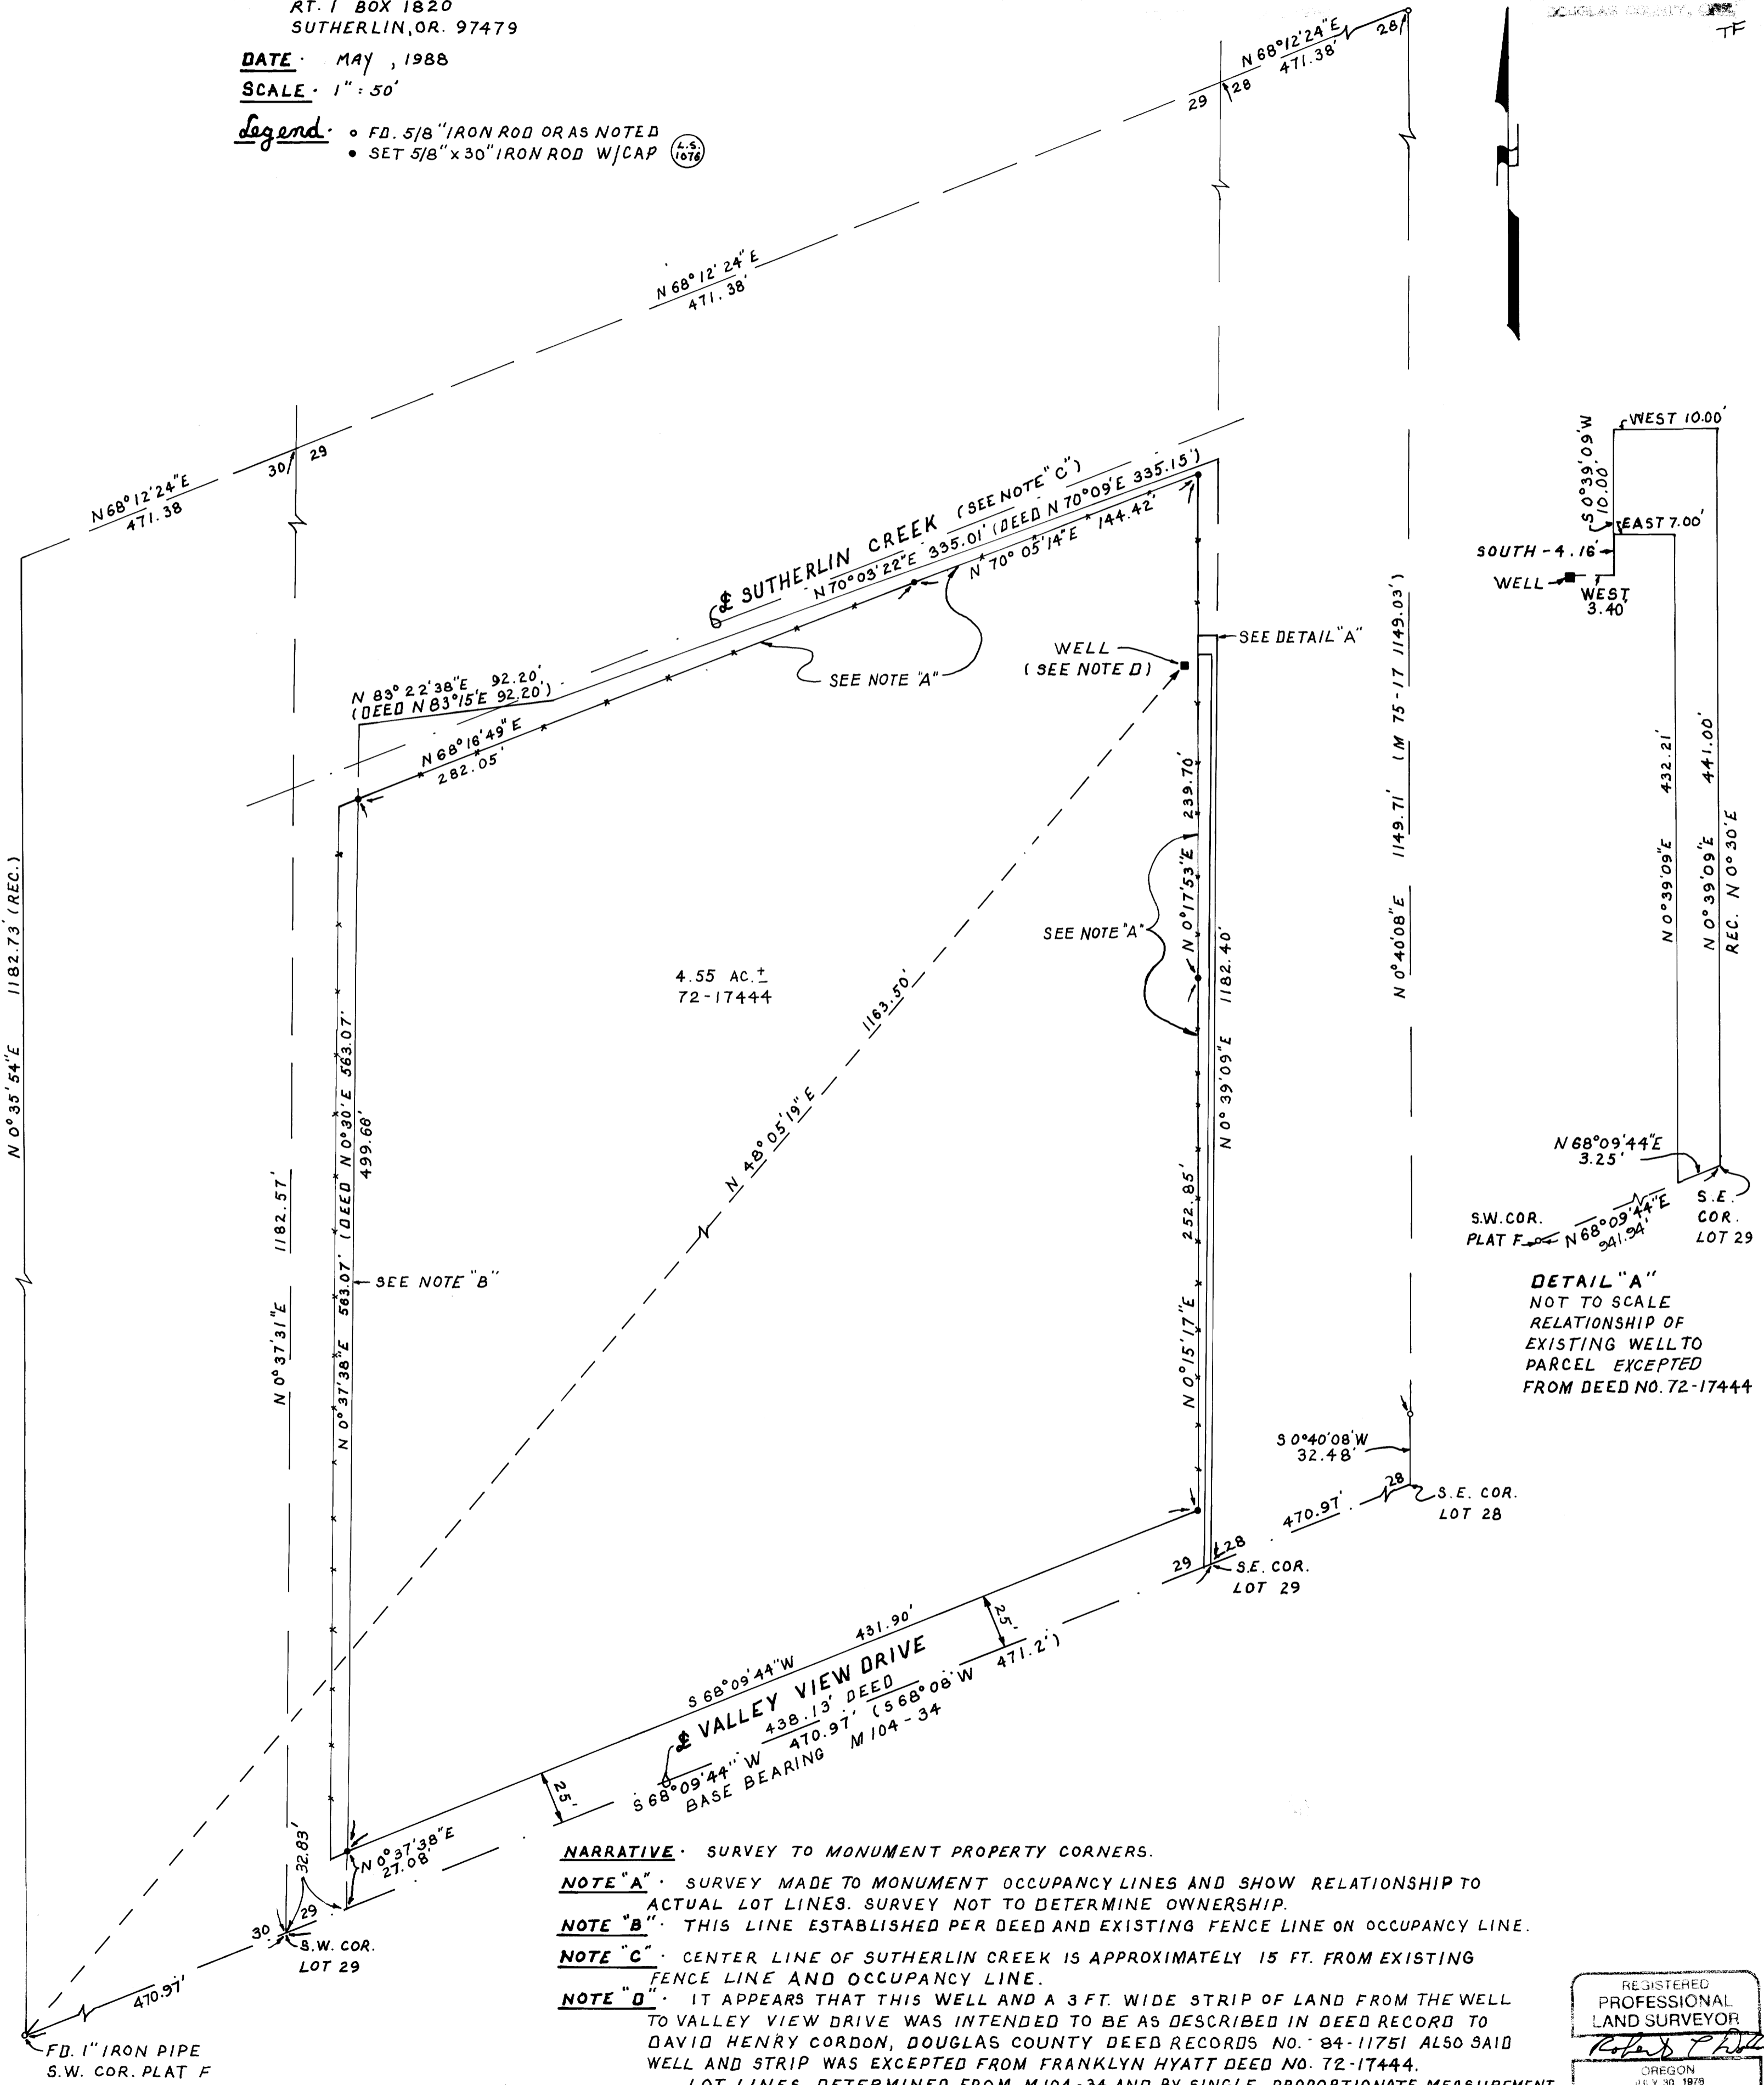 RT. 1 BOX 1820
SUTHERLIN, OR. 97479
DATE · MAY , 1988
SCALE · 1" : 50'
Legend ·
FD. 5/8" IRON ROD OR AS NOTED
SET 5/8" x 30" IRON ROD W/CAP
L.S. 1076
DOUGLAS COUNTY,
TF
N 68°12'24"E
471.38'
28
29
28
N 68°12'24"E
471.38'
30
29
N 68°12'24"E
471.38
₵ SUTHERLIN CREEK (SEE NOTE "C")
N 70°03'22"E 335.01' (DEED N 70°09'E 335.15')
N 70°05'14"E 144.42'
SEE NOTE "A"
N 83°22'38"E 92.20'
(DEED N 83°15'E 92.20')
N 68°16'49"E
282.05'
WELL
(SEE NOTE D)
SEE DETAIL "A"
N 0°35'54"E 1182.73' (REC.)
N 0°37'31"E 1182.57'
N 0°37'38"E 563.07' (DEED N 0°30'E 563.07'
499.68'
SEE NOTE "B"
4.55 AC.±
72-17444
N 48°05'19"E 1163.50'
SEE NOTE "A"
N 0°17'53"E 239.70'
N 0°15'17"E 252.85'
N 0°39'09"E 1182.40'
N 0°40'08"E 1149.71' (M 75-17 1149.03')
S 0°40'08"W
32.48'
28
S.E. COR.
LOT 28
470.97'
29
28
S.E. COR.
LOT 29
WEST 10.00'
S 0°39'09"W
10.00'
EAST 7.00'
SOUTH - 4.16'
WELL
WEST
3.40'
N 0°39'09"E 432.21'
N 0°39'09"E 441.00'
REC. N 0°30'E
N 68°09'44"E
3.25'
S.W. COR.
PLAT F
N 68°09'44"E
941.94'
S.E.
COR.
LOT 29
DETAIL "A"
NOT TO SCALE
RELATIONSHIP OF
EXISTING WELL TO
PARCEL EXCEPTED
FROM DEED NO. 72-17444
S 68°09'44"W 431.90'
25'
₵ VALLEY VIEW DRIVE
438.13' DEED
S 68°09'44"W 470.97' (S 68°08'W 471.2')
BASE BEARING M 104-34
25'
N 0°37'38"E
27.08'
32.83'
30
29
S.W. COR.
LOT 29
470.97'
FD. 1" IRON PIPE
S.W. COR. PLAT F
NARRATIVE · SURVEY TO MONUMENT PROPERTY CORNERS.
NOTE "A" · SURVEY MADE TO MONUMENT OCCUPANCY LINES AND SHOW RELATIONSHIP TO
ACTUAL LOT LINES. SURVEY NOT TO DETERMINE OWNERSHIP.
NOTE "B" · THIS LINE ESTABLISHED PER DEED AND EXISTING FENCE LINE ON OCCUPANCY LINE.
NOTE "C" · CENTER LINE OF SUTHERLIN CREEK IS APPROXIMATELY 15 FT. FROM EXISTING
FENCE LINE AND OCCUPANCY LINE.
NOTE "D" · IT APPEARS THAT THIS WELL AND A 3 FT. WIDE STRIP OF LAND FROM THE WELL
TO VALLEY VIEW DRIVE WAS INTENDED TO BE AS DESCRIBED IN DEED RECORD TO
DAVID HENRY CORDON, DOUGLAS COUNTY DEED RECORDS NO. 84-11751 ALSO SAID
WELL AND STRIP WAS EXCEPTED FROM FRANKLYN HYATT DEED NO. 72-17444.
LOT LINES DETERMINED FROM M104-34 AND BY SINGLE PROPORTIONATE MEASUREMENT
REGISTERED
PROFESSIONAL
LAND SURVEYOR
OREGON
JULY 30, 1976